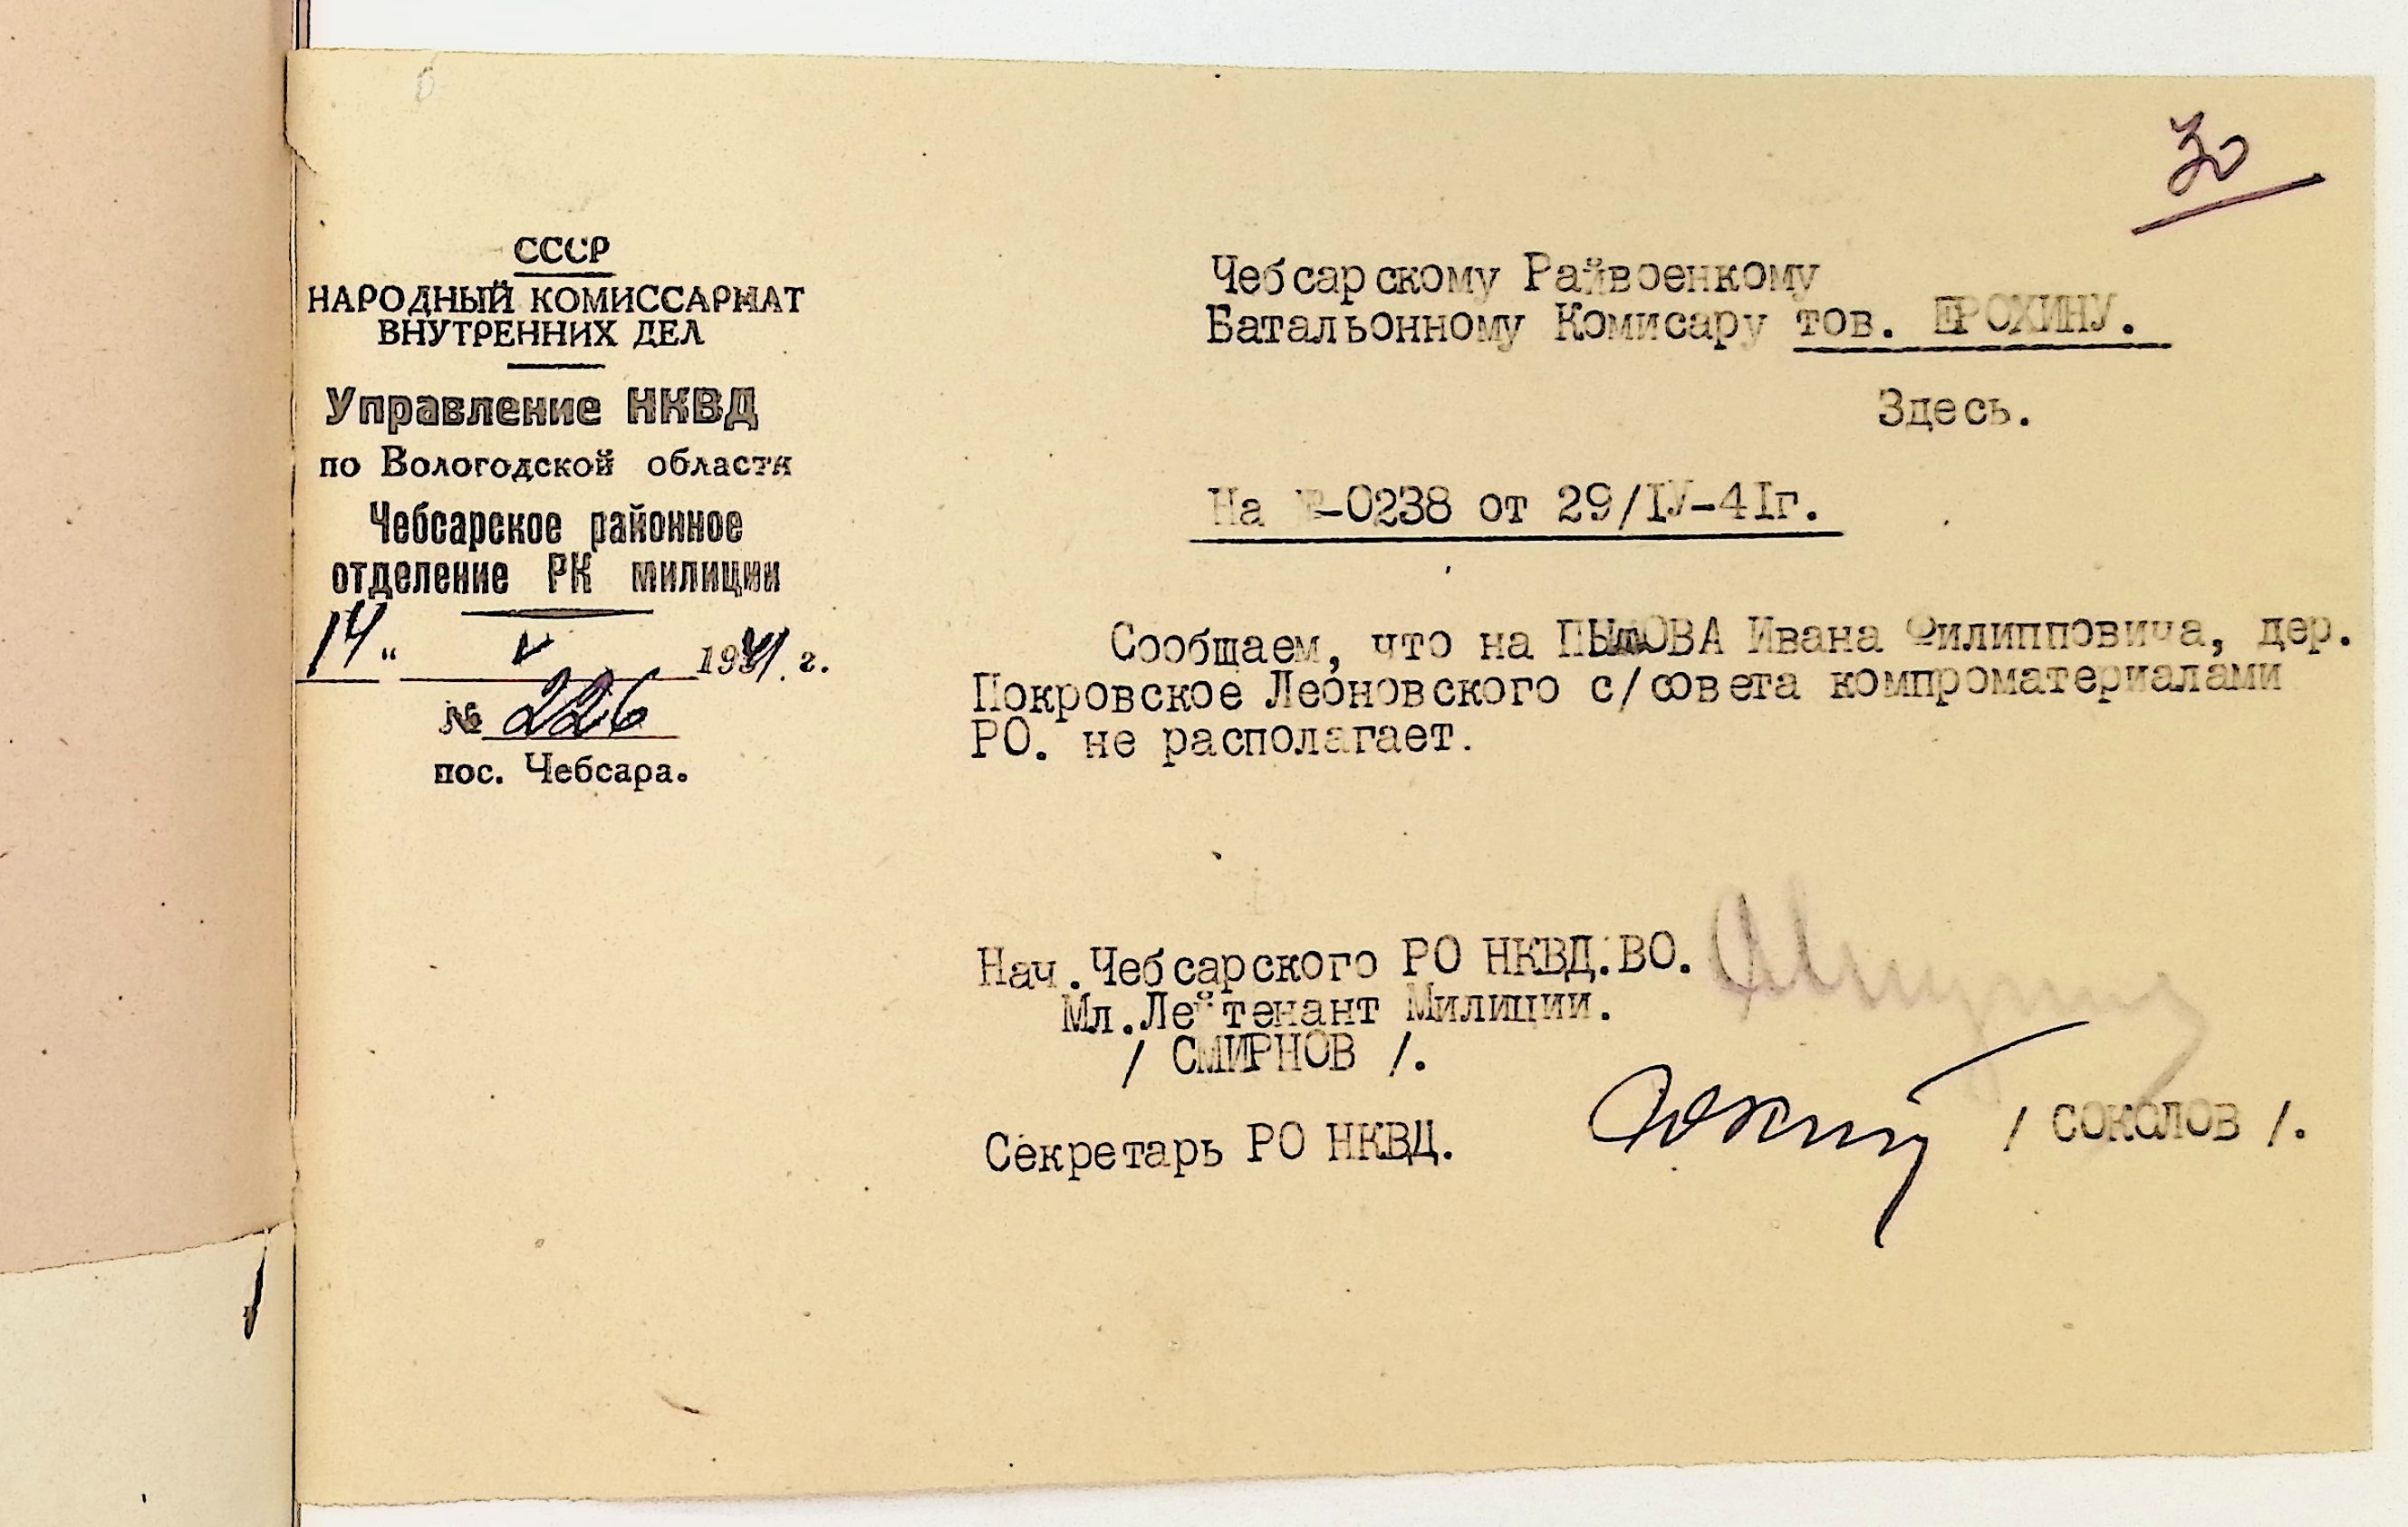 30
СССР
НАРОДНЫЙ КОМИССАРИАТ
ВНУТРЕННИХ ДЕЛ
Управление НКВД
по Вологодской области
Чебсарское районное
отделение РК милиции
14 " V 1941 г.
№ 226
пос. Чебсара.
Чебсарскому Райвоенкому
Батальонному Комисару тов. ЕРОХИНУ.
Здесь.
На №-0238 от 29/IУ-41г.
Сообщаем, что на Ивана Филипповича, дер.
Покровское Леоновского с/совета компроматериалами
РО. не располагает.
Нач.Чебсарского РО НКВД.ВО.
Мл.Лейтенант Милиции.
/ СМИРНОВ /.
Секретарь РО НКВД. / СОКОЛОВ /.